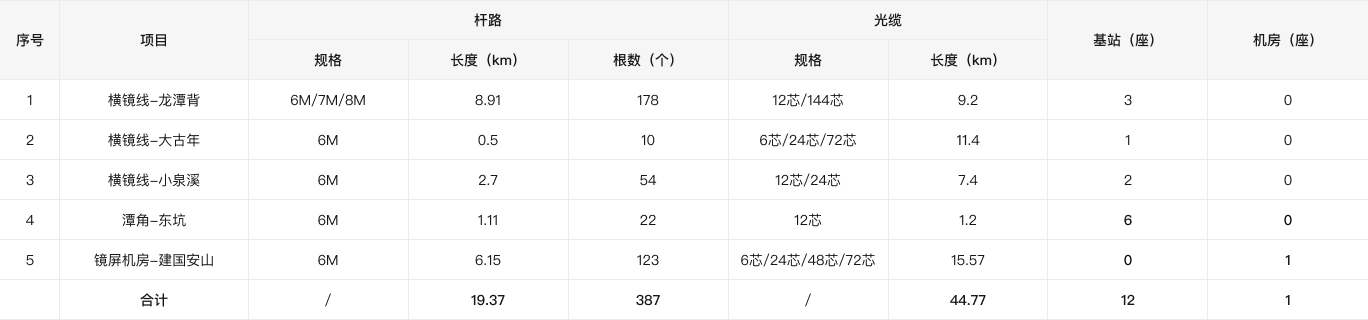 序号 项目 杆路 光缆 基站（座） 机房（座）
规格 长度（km） 根数（个） 规格 长度（km）
1 横镜线–龙潭背 6M/7M/8M 8.91 178 12芯/144芯 9.2 3 0
2 横镜线–大古年 6M 0.5 10 6芯/24芯/72芯 11.4 1 0
3 横镜线–小泉溪 6M 2.7 54 12芯/24芯 7.4 2 0
4 潭角–东坑 6M 1.11 22 12芯 1.2 6 0
5 镜屏机房–建国安山 6M 6.15 123 6芯/24芯/48芯/72芯 15.57 0 1
合计 / 19.37 387 / 44.77 12 1